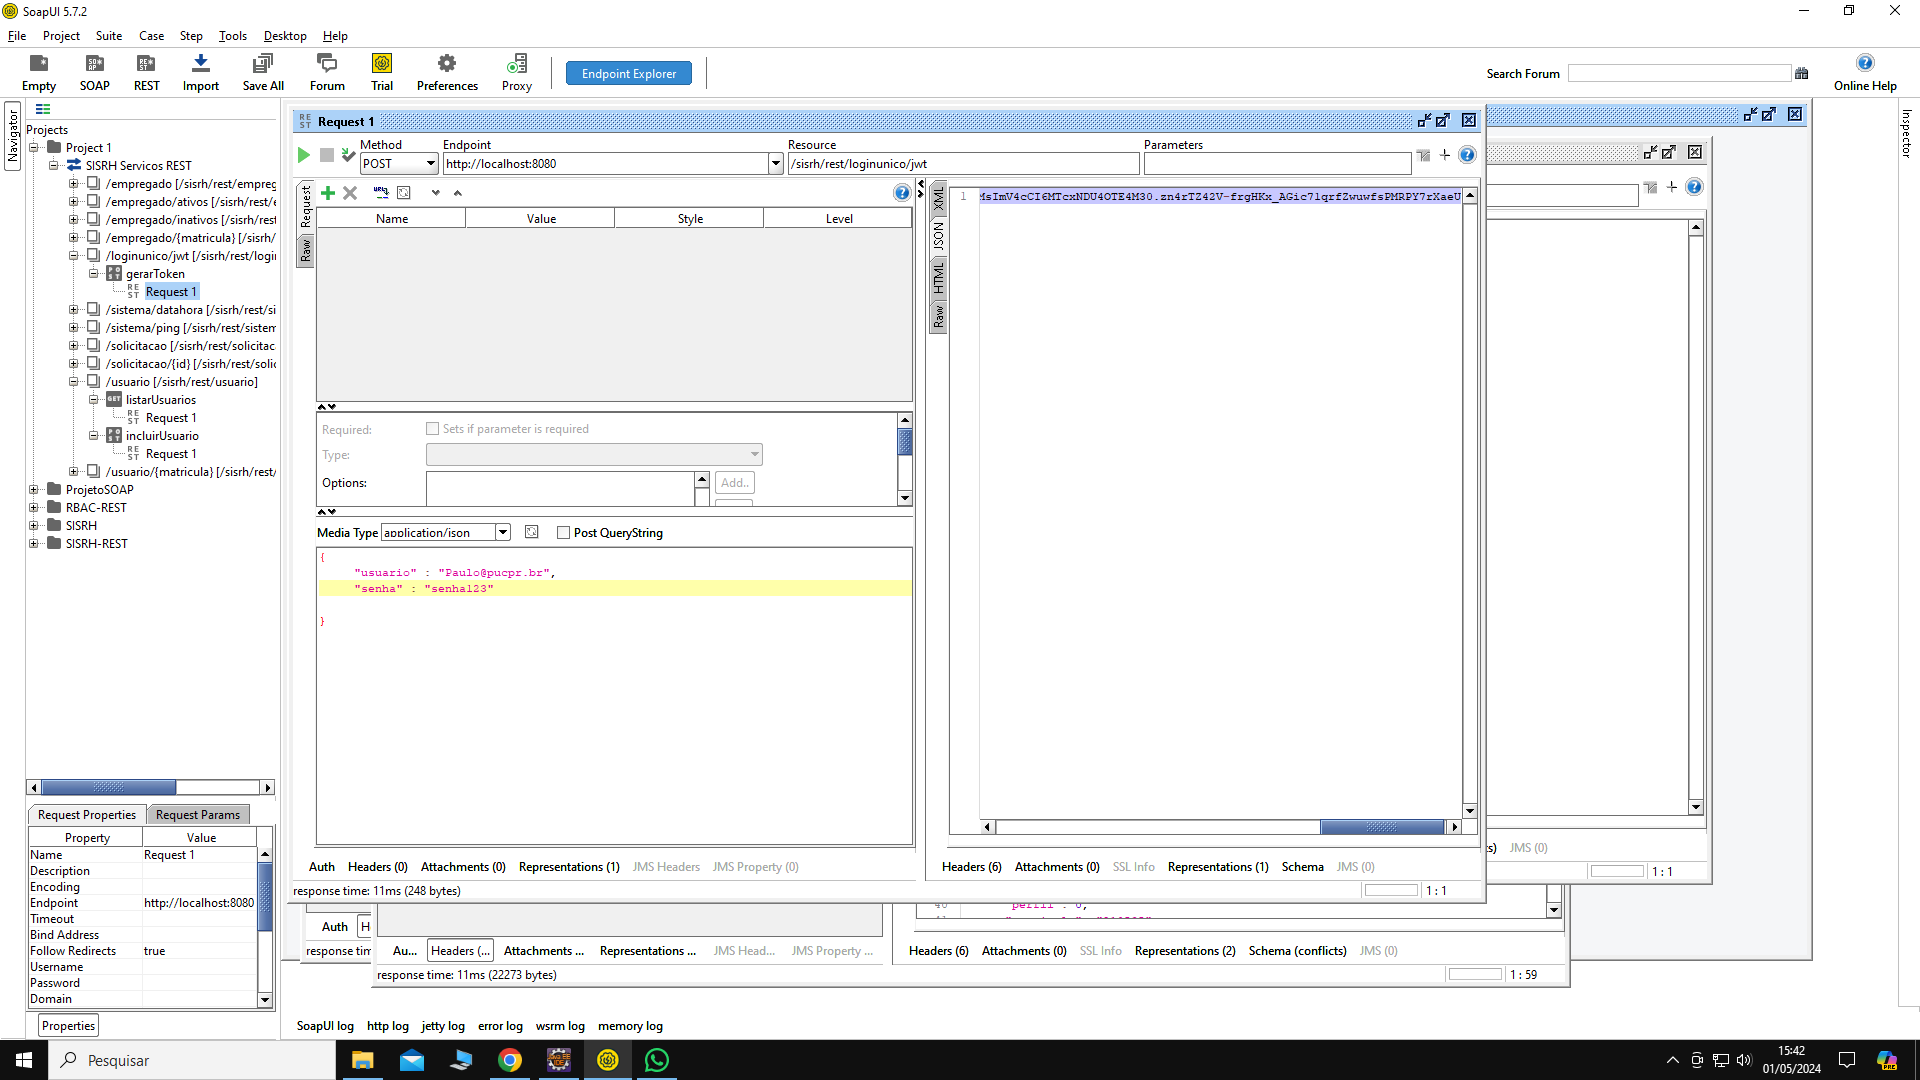 SoapUI 5.7.2
File Project Suite Case Step Tools Desktop Help
Empty SOAP REST Import Save All Forum Trial Preferences Proxy Endpoint Explorer Search Forum Online Help
Navigator
Inspector
Projects
Project 1
SISRH Servicos REST
/empregado [/sisrh/rest/empreg
/empregado/ativos [/sisrh/rest/e
/empregado/inativos [/sisrh/rest
/empregado/{matricula} [/sisrh/
/loginunico/jwt [/sisrh/rest/logi
gerarToken
Request 1
/sistema/datahora [/sisrh/rest/si
/sistema/ping [/sisrh/rest/sistem
/solicitacao [/sisrh/rest/solicitac
/solicitacao/{id} [/sisrh/rest/solic
/usuario [/sisrh/rest/usuario]
listarUsuarios
Request 1
incluirUsuario
Request 1
/usuario/{matricula} [/sisrh/rest/
ProjetoSOAP
RBAC-REST
SISRH
SISRH-REST
Request Properties Request Params
Property Value
Name Request 1
Description
Encoding
Endpoint http://localhost:8080
Timeout
Bind Address
Follow Redirects true
Username
Password
Domain
Properties
Request 1
Method Endpoint Resource Parameters
POST http://localhost:8080 /sisrh/rest/loginunico/jwt
Request
Raw
Name Value Style Level
Required: Sets if parameter is required
Type:
Options: Add..
Media Type application/json Post QueryString
{
"usuario" : "Paulo@pucpr.br",
"senha" : "senha123"
}
Auth Headers (0) Attachments (0) Representations (1) JMS Headers JMS Property (0)
response time: 11ms (248 bytes)
XML
JSON
HTML
Raw
1 MsImV4cCI6MTcxNDU4OTE4M30.zn4rTZ42V-frgHKx_AGic7lqrfZwuwfsPMRPY7rXaeU
Headers (6) Attachments (0) SSL Info Representations (1) Schema JMS (0)
1 : 1
s) JMS (0)
1 : 1
Auth H
response tim
Au... Headers (... Attachments ... Representations ... JMS Head... JMS Property ...
response time: 11ms (22273 bytes)
Headers (6) Attachments (0) SSL Info Representations (2) Schema (conflicts) JMS (0)
1 : 59
SoapUI log http log jetty log error log wsrm log memory log
Pesquisar
15:42
01/05/2024